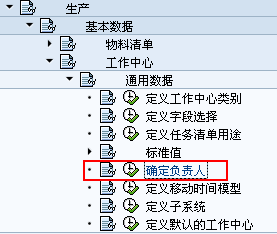 生产
基本数据
物料清单
工作中心
通用数据
定义工作中心类别
定义字段选择
定义任务清单用途
标准值
确定负责人
定义移动时间模型
定义子系统
定义默认的工作中心